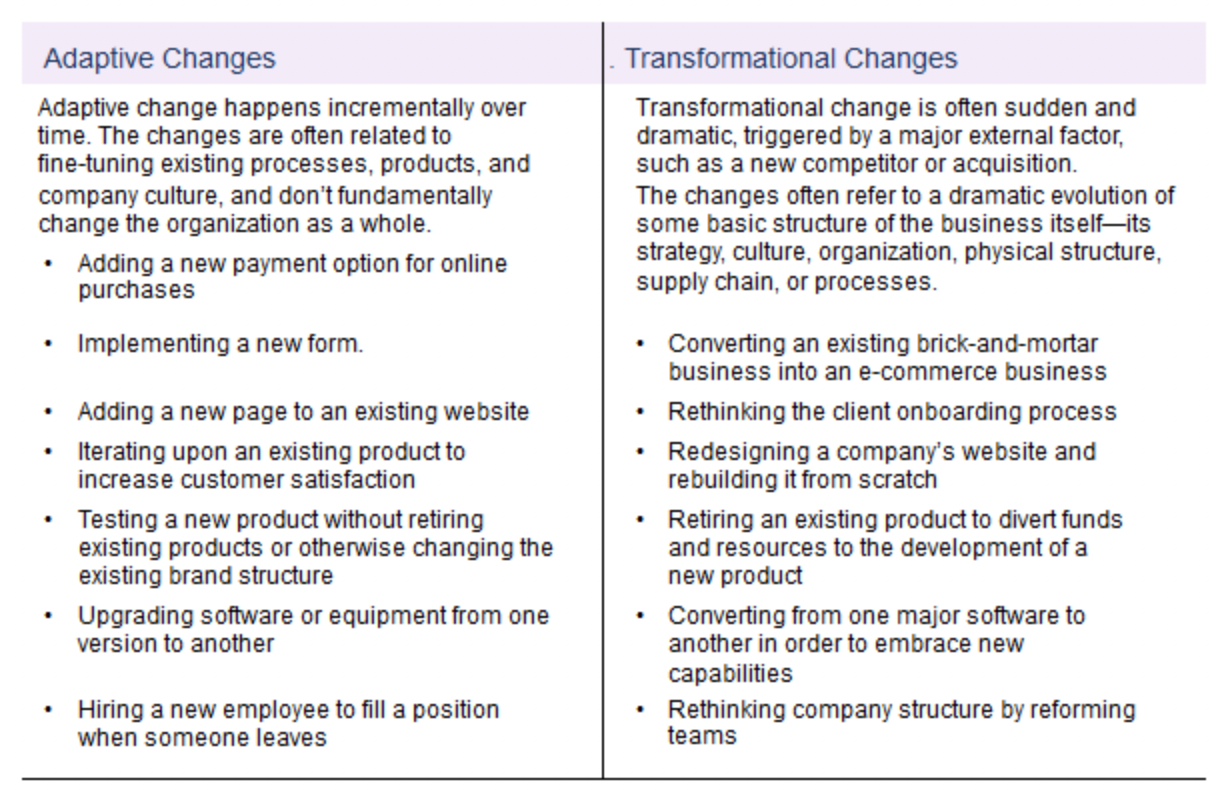 Adaptive Changes
Adaptive change happens incrementally over
time. The changes are often related to
fine-tuning existing processes, products, and
company culture, and don’t fundamentally
change the organization as a whole.
• Adding a new payment option for online
purchases
• Implementing a new form.
• Adding a new page to an existing website
• Iterating upon an existing product to
increase customer satisfaction
• Testing a new product without retiring
existing products or otherwise changing the
existing brand structure
• Upgrading software or equipment from one
version to another
• Hiring a new employee to fill a position
when someone leaves
. Transformational Changes
Transformational change is often sudden and
dramatic, triggered by a major external factor,
such as a new competitor or acquisition.
The changes often refer to a dramatic evolution of
some basic structure of the business itself—its
strategy, culture, organization, physical structure,
supply chain, or processes.
• Converting an existing brick-and-mortar
business into an e-commerce business
• Rethinking the client onboarding process
• Redesigning a company’s website and
rebuilding it from scratch
• Retiring an existing product to divert funds
and resources to the development of a
new product
• Converting from one major software to
another in order to embrace new
capabilities
• Rethinking company structure by reforming
teams